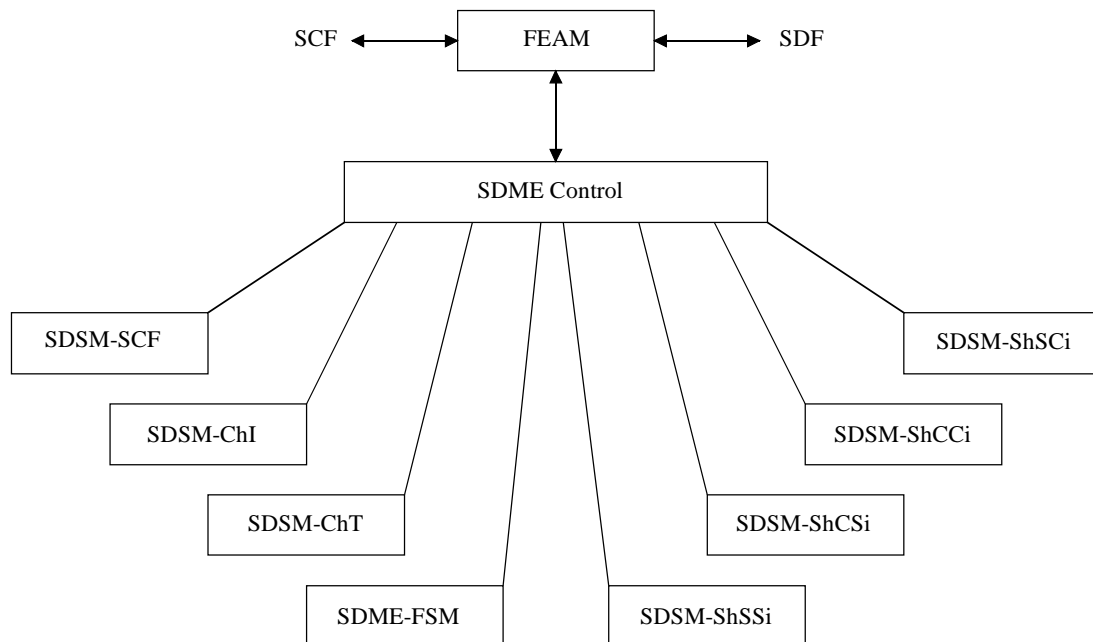 SCF
FEAM
SDF
SDME Control
SDSM-SCF
SDSM-ShSCi
SDSM-ChI
SDSM-ShCCi
SDSM-ChT
SDSM-ShCSi
SDME-FSM
SDSM-ShSSi